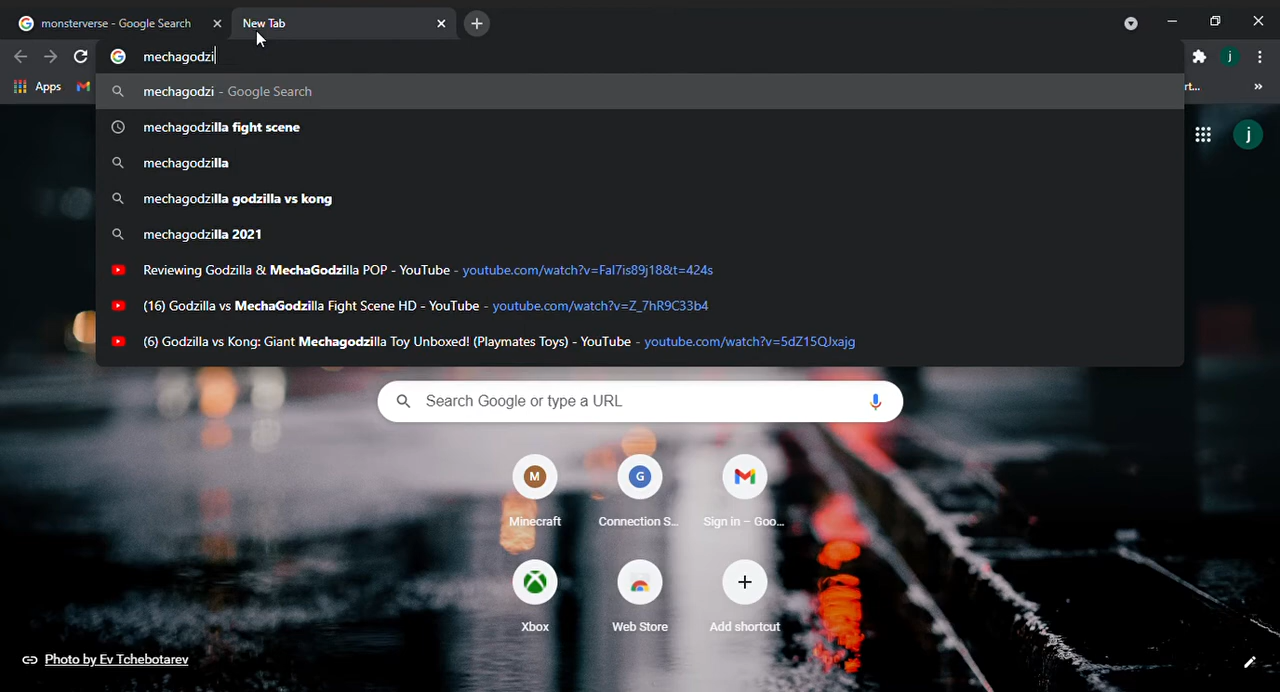 monsterverse - Google Search
New Tab
mechagodzi
Apps
rt...
»
j
mechagodzi - Google Search
mechagodzilla fight scene
mechagodzilla
mechagodzilla godzilla vs kong
mechagodzilla 2021
Reviewing Godzilla & MechaGodzilla POP - YouTube - youtube.com/watch?v=FaI7is89j18&t=424s
(16) Godzilla vs MechaGodzilla Fight Scene HD - YouTube - youtube.com/watch?v=Z_7hR9C33b4
(6) Godzilla vs Kong: Giant Mechagodzilla Toy Unboxed! (Playmates Toys) - YouTube - youtube.com/watch?v=5dZ15QJxajg
j
Search Google or type a URL
M
G
Minecraft
Connection S...
Sign in – Goo...
Xbox
Web Store
Add shortcut
Photo by Ev Tchebotarev